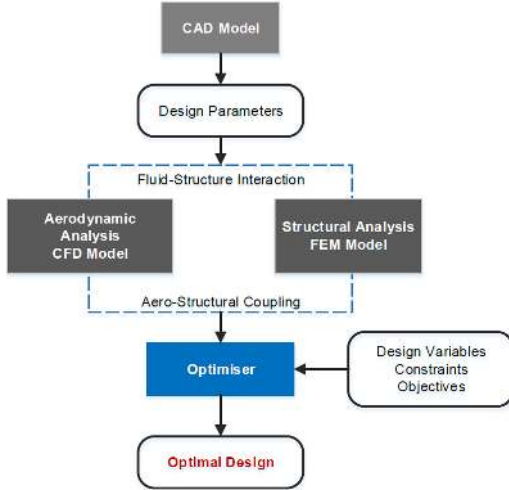 CAD Model
Design Parameters
Fluid-Structure Interaction
Aerodynamic
Analysis
CFD Model
Structural Analysis
FEM Model
Aero-Structural Coupling
Optimiser
Design Variables
Constraints
Objectives
Optimal Design